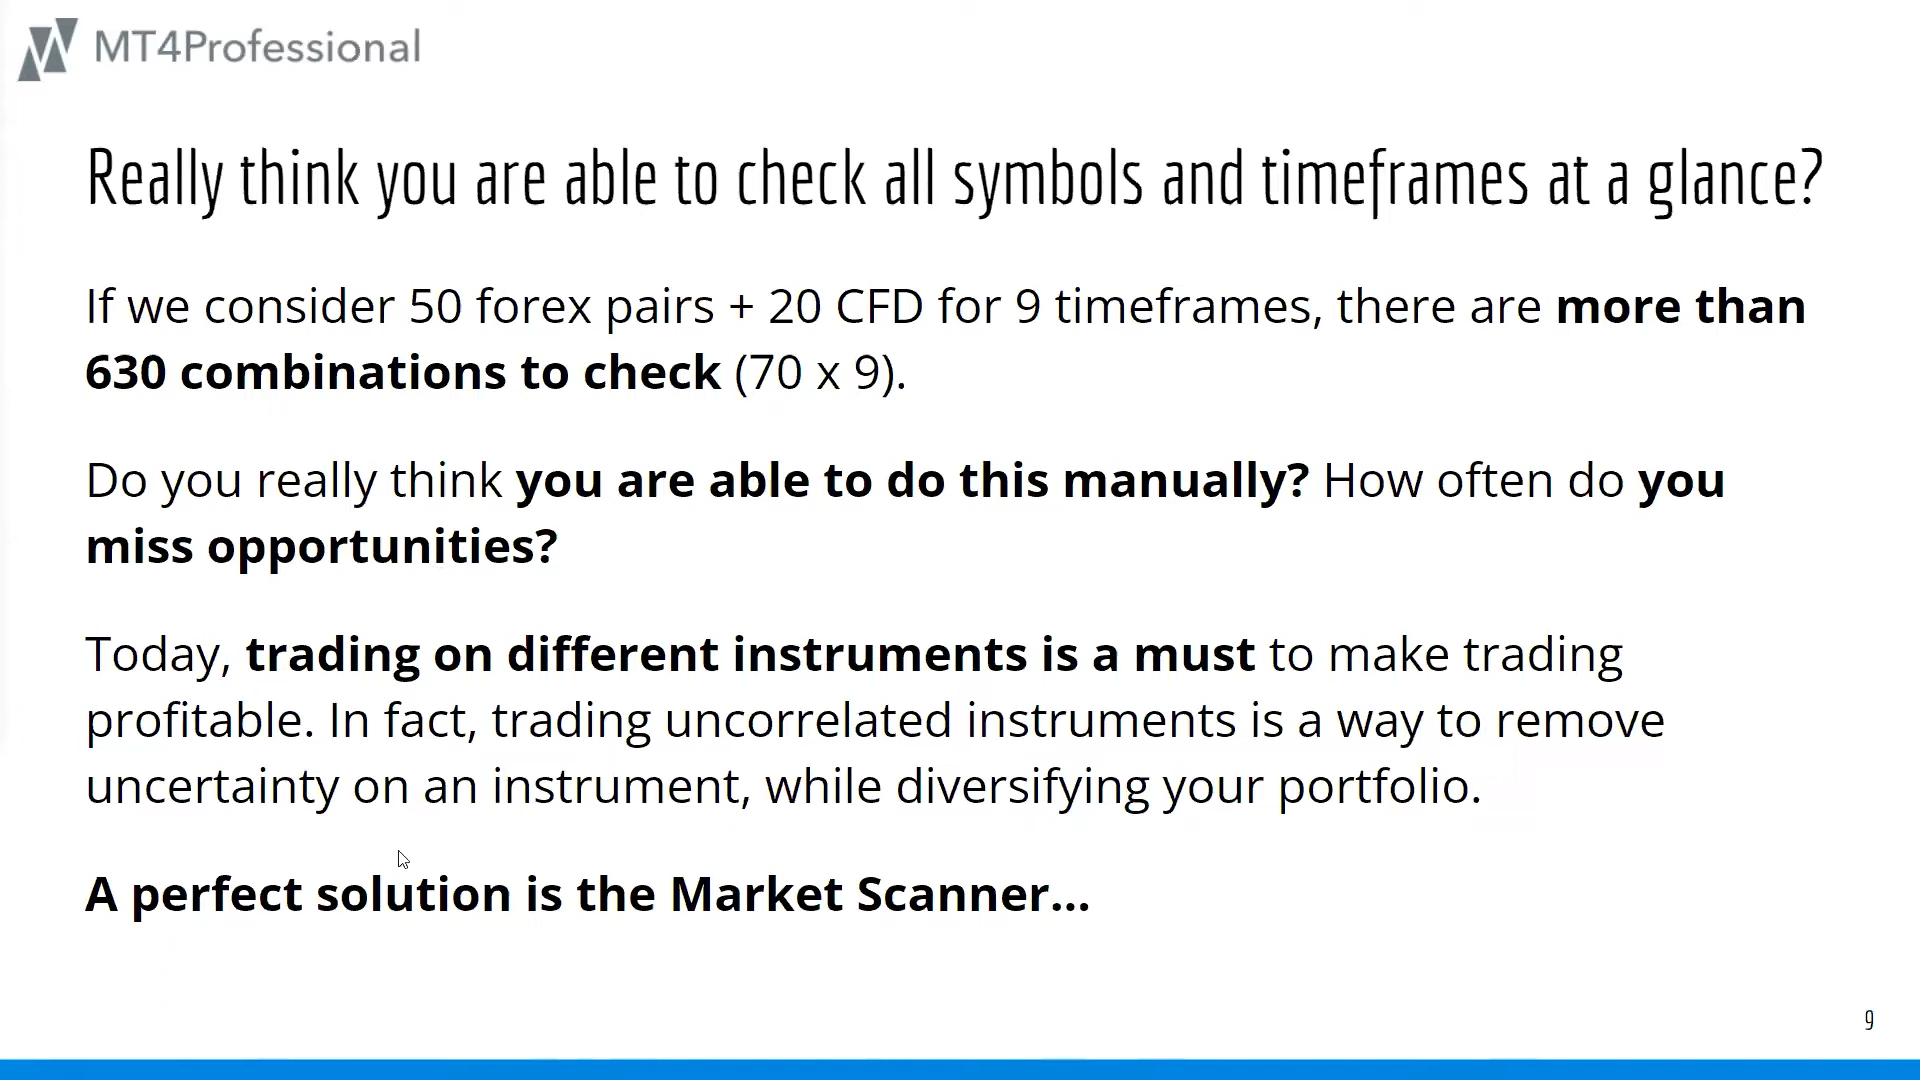 MT4Professional
Really think you are able to check all symbols and timeframes at a glance?
If we consider 50 forex pairs + 20 CFD for 9 timeframes, there are more than
630 combinations to check (70 x 9).
Do you really think you are able to do this manually? How often do you
miss opportunities?
Today, trading on different instruments is a must to make trading
profitable. In fact, trading uncorrelated instruments is a way to remove
uncertainty on an instrument, while diversifying your portfolio.
A perfect solution is the Market Scanner...
9